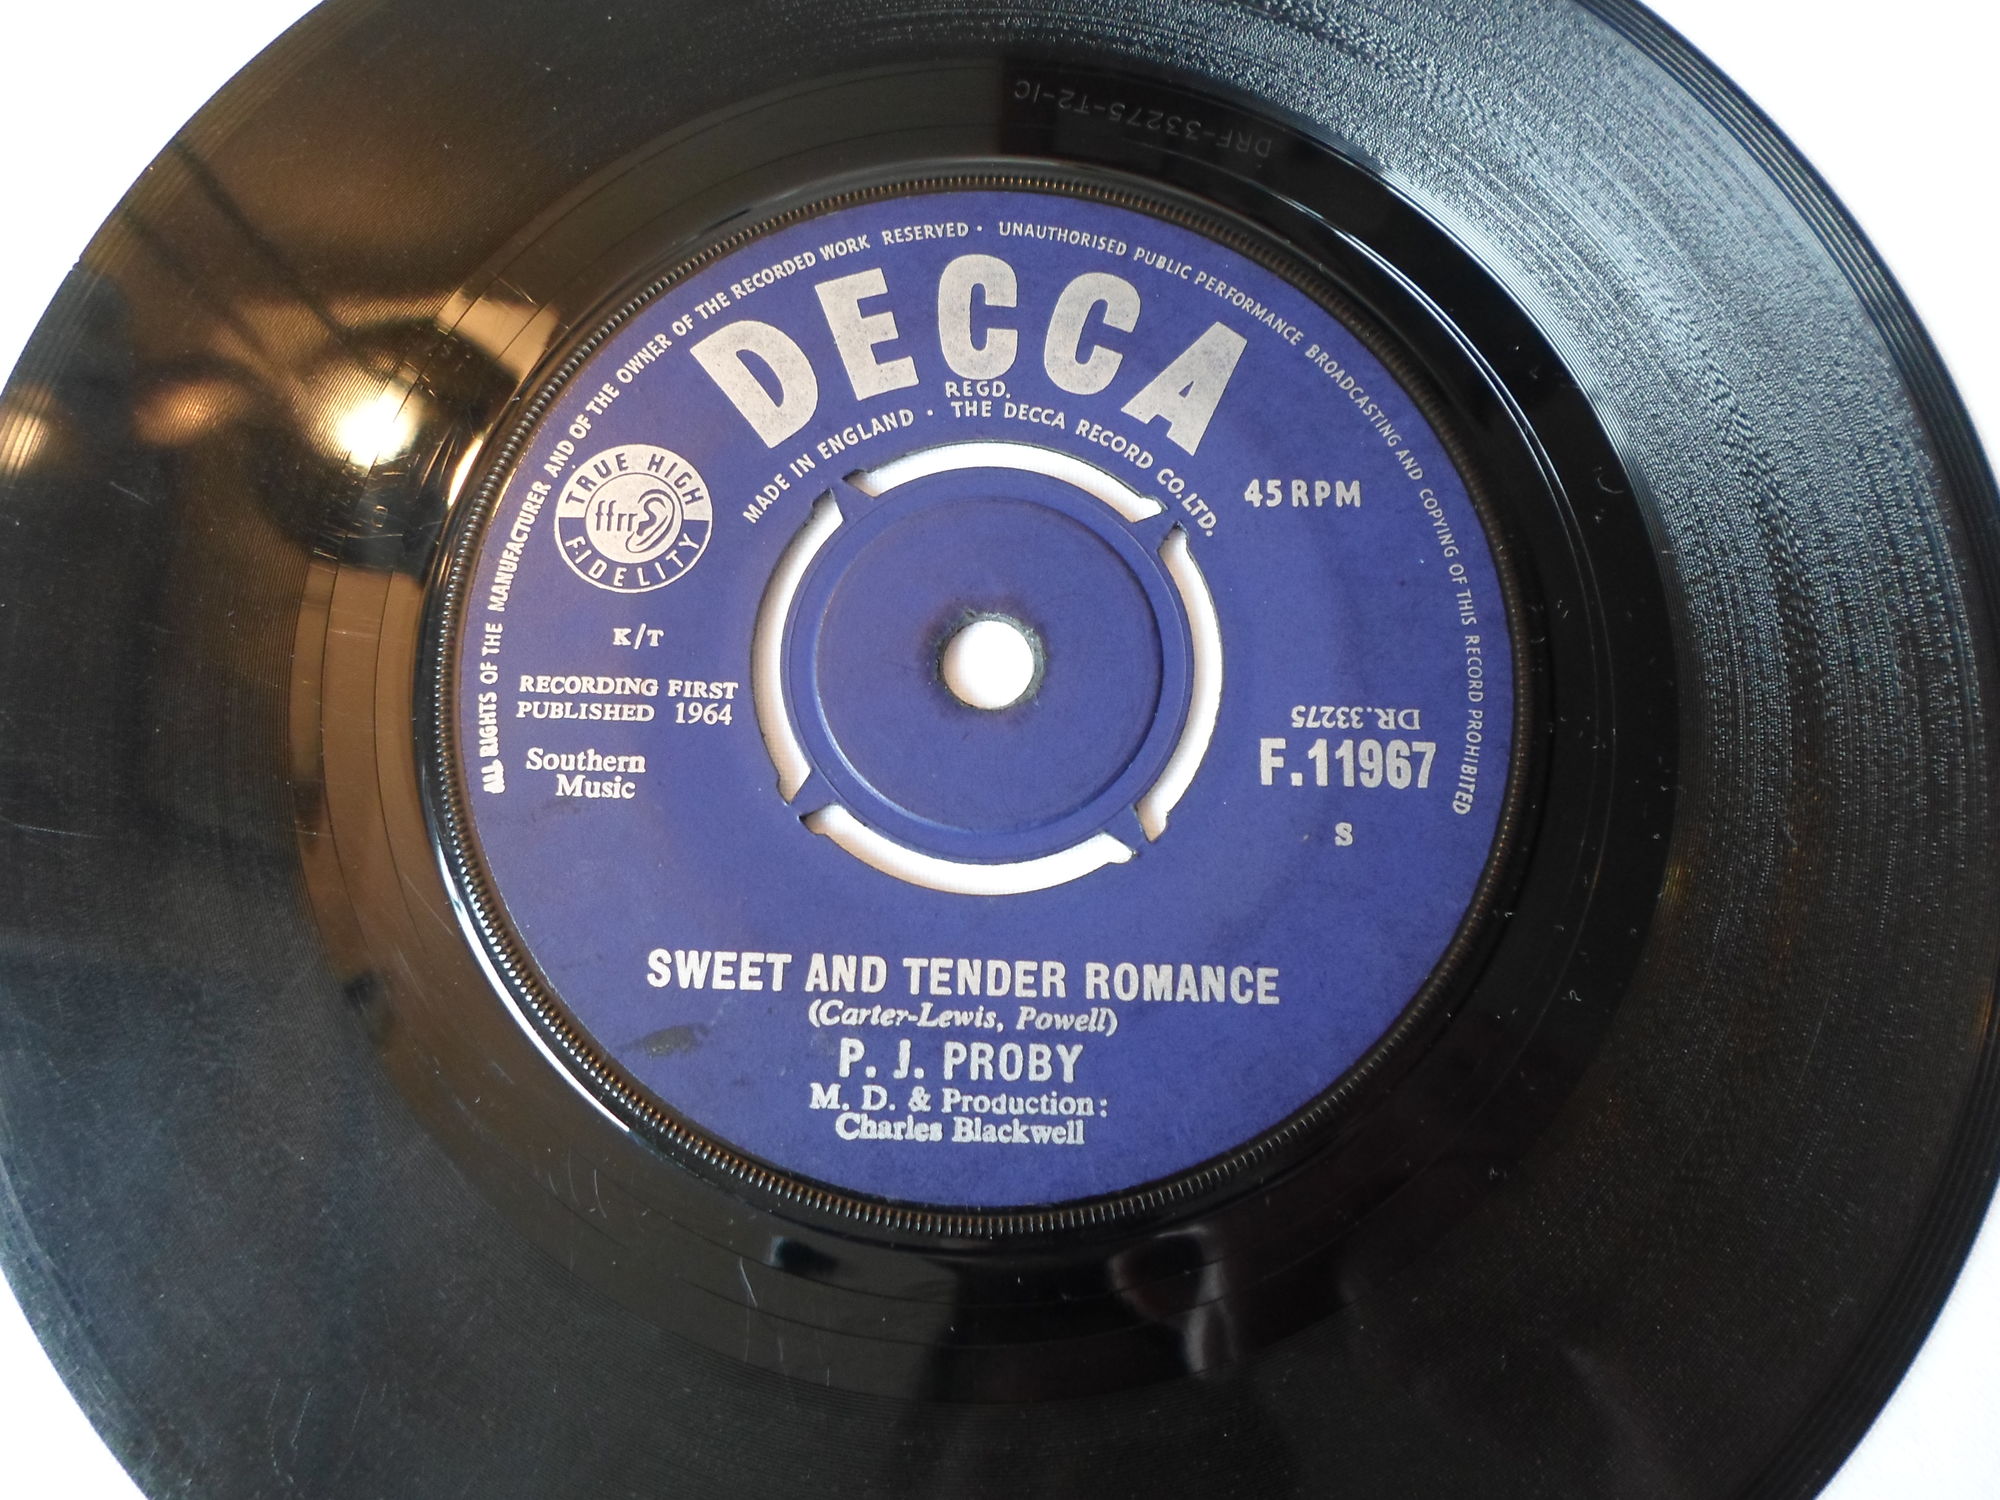 DRF-33275-T2-1C
ALL RIGHTS OF THE MANUFACTURER AND OF THE OWNER OF THE RECORDED WORK RESERVED • UNAUTHORISED PUBLIC PERFORMANCE BROADCASTING AND COPYING OF THIS RECORD PROHIBITED
DECCA
REGD.
MADE IN ENGLAND • THE DECCA RECORD CO. LTD.
TRUE HIGH
ffrr
FIDELITY
45 RPM
K/T
RECORDING FIRST
PUBLISHED 1964
Southern
Music
DR.33275
F.11967
S
SWEET AND TENDER ROMANCE
(Carter-Lewis, Powell)
P. J. PROBY
M. D. & Production:
Charles Blackwell